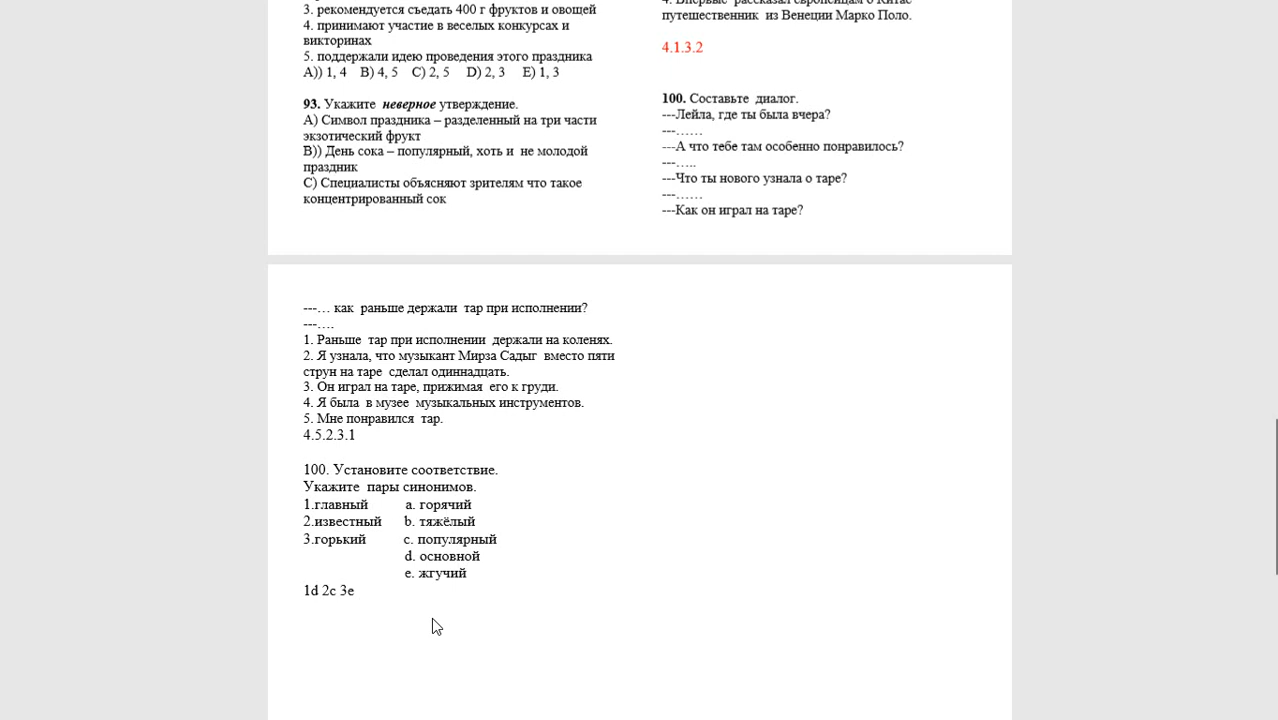 3. рекомендуется съедать 400 г фруктов и овощей
4. принимают участие в веселых конкурсах и
викторинах
5. поддержали идею проведения этого праздника
A)) 1, 4 B) 4, 5 C) 2, 5 D) 2, 3 E) 1, 3
93. Укажите неверное утверждение.
A) Символ праздника – разделенный на три части
экзотический фрукт
B)) День сока – популярный, хоть и не молодой
праздник
C) Специалисты объясняют зрителям что такое
концентрированный сок
4. Впервые рассказал европейцам о Китае
путешественник из Венеции Марко Поло.
4.1.3.2
100. Составьте диалог.
---Лейла, где ты была вчера?
---……
---А что тебе там особенно понравилось?
---…..
---Что ты нового узнала о таре?
---……
---Как он играл на таре?
---… как раньше держали тар при исполнении?
---….
1. Раньше тар при исполнении держали на коленях.
2. Я узнала, что музыкант Мирза Садыг вместо пяти
струн на таре сделал одиннадцать.
3. Он играл на таре, прижимая его к груди.
4. Я была в музее музыкальных инструментов.
5. Мне понравился тар.
4.5.2.3.1
100. Установите соответствие.
Укажите пары синонимов.
1.главный a. горячий
2.известный b. тяжёлый
3.горький c. популярный
d. основной
e. жгучий
1d 2c 3e